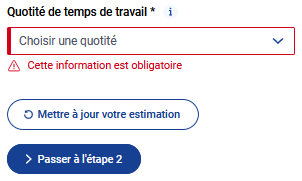 Quotité de temps de travail * i
Choisir une quotité
Cette information est obligatoire
Mettre à jour votre estimation
Passer à l'étape 2